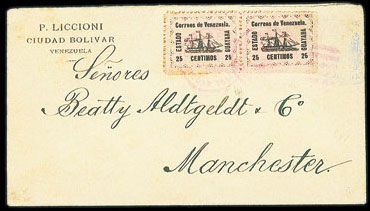 P. LICCIONI
CIUDAD BOLIVAR
VENEZUELA
Correos de Venezuela.
ESTADO
GUAYANA
25 CENTIMOS 25
Correos de Venezuela.
ESTADO
GUAYANA
25 CENTIMOS 25
Señores
Beatty Aldtgeldt & Co
Manchester.